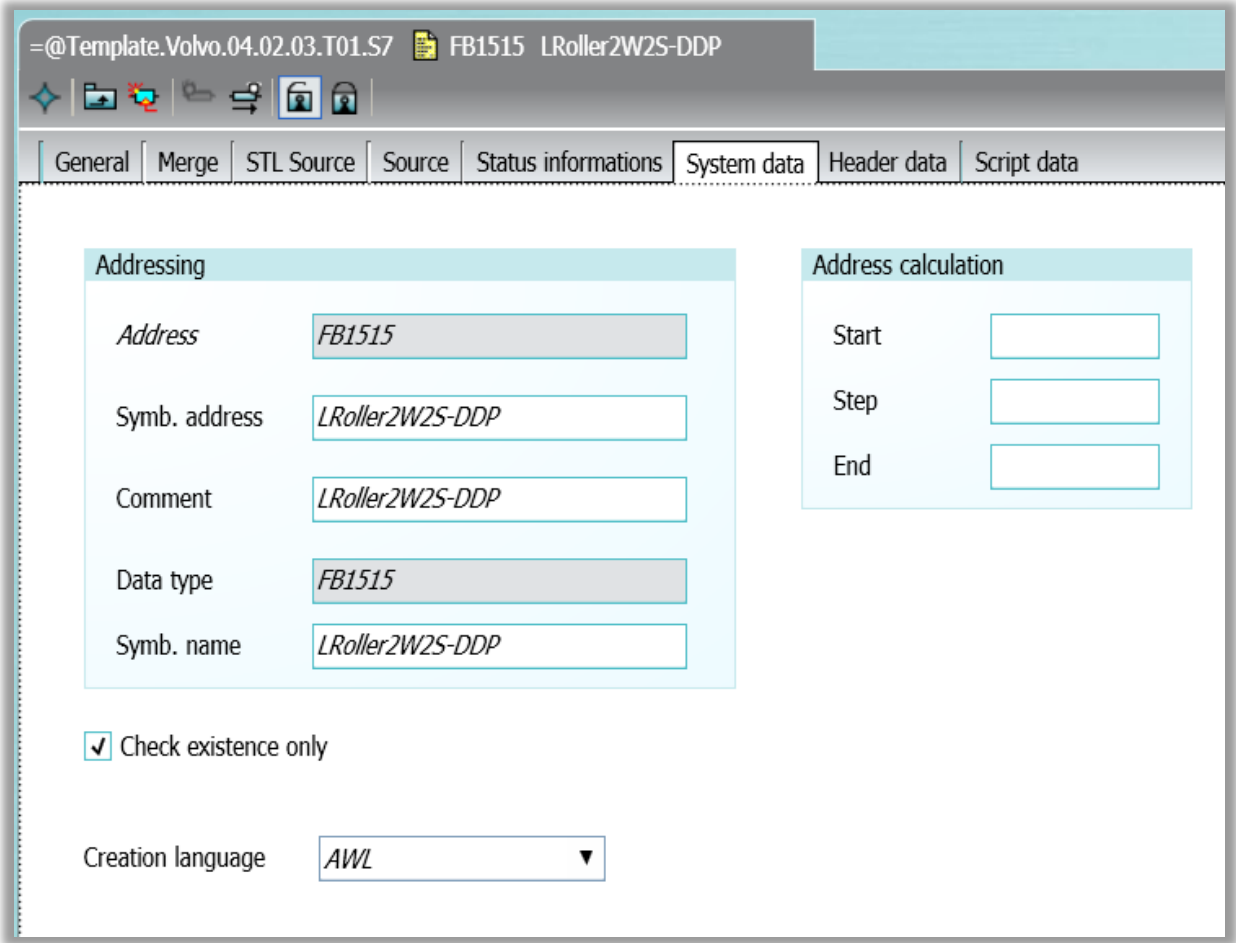 =@Template.Volvo.04.02.03.T01.S7 FB1515 LRoller2W2S-DDP
General Merge STL Source Source Status informations System data Header data Script data
Addressing
Address FB1515
Symb. address LRoller2W2S-DDP
Comment LRoller2W2S-DDP
Data type FB1515
Symb. name LRoller2W2S-DDP
Address calculation
Start
Step
End
Check existence only
Creation language AWL